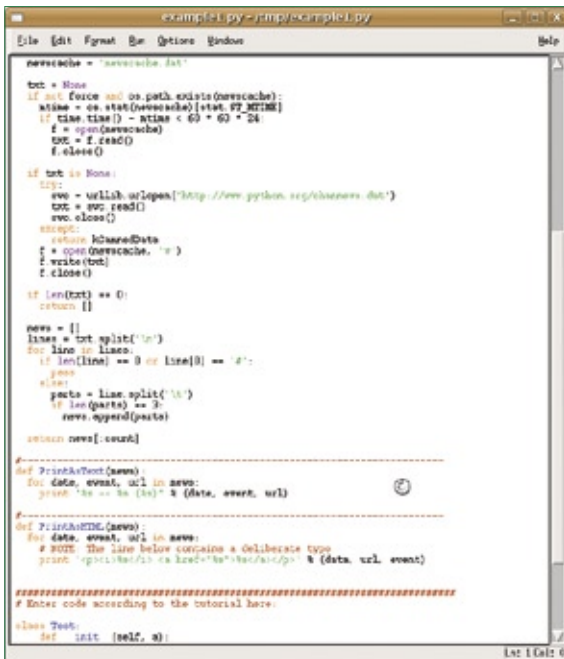 example1.py - /tmp/example1.py
File Edit Format Run Options Windows Help
newscache = 'newscache.dat'
txt = None
if not force and os.path.exists(newscache):
mtime = os.stat(newscache)[stat.ST_MTIME]
if time.time() - mtime < 60 * 60 * 24:
f = open(newscache)
txt = f.read()
f.close()
if txt is None:
try:
svc = urllib.urlopen("http://www.python.org/channews.dat")
txt = svc.read()
svc.close()
except:
return kCannedData
f = open(newscache, 'w')
f.write(txt)
f.close()
if len(txt) == 0:
return []
news = []
lines = txt.split('\n')
for line in lines:
if len(line) == 0 or line[0] == '#':
pass
else:
parts = line.split('\t')
if len(parts) == 3:
news.append(parts)
return news[:count]
def PrintAsText(news):
for date, event, url in news:
print "%s -- %s (%s)" % (date, event, url)
def PrintAsHTML(news):
for date, event, url in news:
# NOTE: The line below contains a deliberate typo
print '<p><i>%s</i> <a href="%s">%s</a></p>' % (date, url, event)
# Enter code according to the tutorial here:
class Test:
def __init__(self, a):
Ln: 1 Col: 0